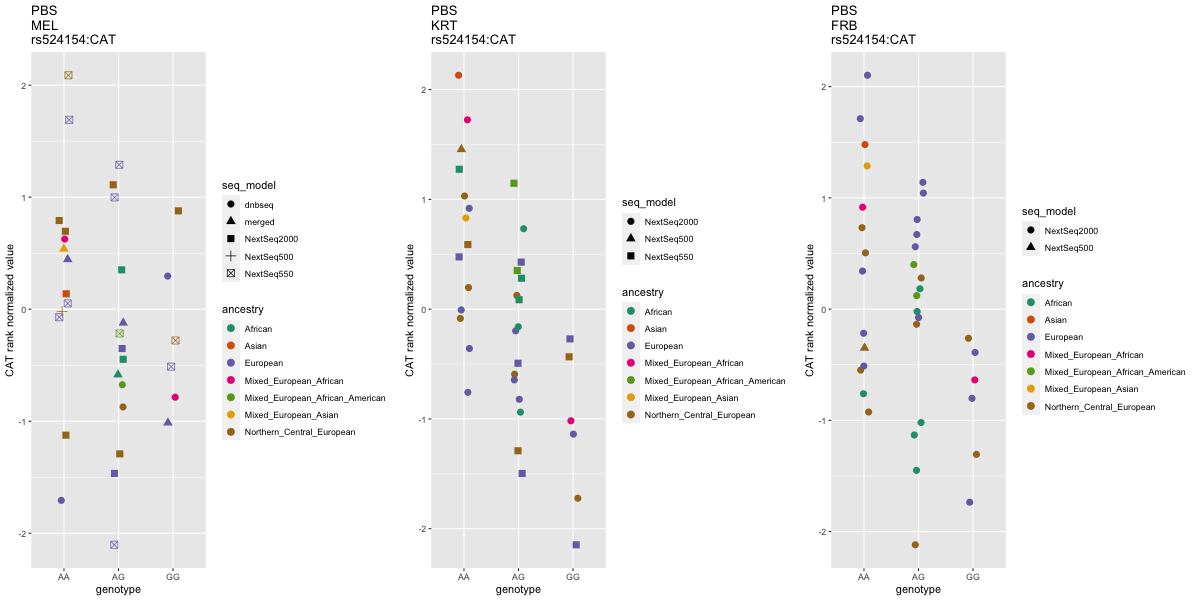 PBS
MEL
rs524154:CAT
CAT rank normalized value
2
1
0
-1
-2
AA
AG
GG
genotype
seq_model
dnbseq
merged
NextSeq2000
NextSeq500
NextSeq550
ancestry
African
Asian
European
Mixed_European_African
Mixed_European_African_American
Mixed_European_Asian
Northern_Central_European
PBS
KRT
rs524154:CAT
CAT rank normalized value
2
1
0
-1
-2
AA
AG
GG
genotype
seq_model
NextSeq2000
NextSeq500
NextSeq550
ancestry
African
Asian
European
Mixed_European_African
Mixed_European_African_American
Mixed_European_Asian
Northern_Central_European
PBS
FRB
rs524154:CAT
CAT rank normalized value
2
1
0
-1
-2
AA
AG
GG
genotype
seq_model
NextSeq2000
NextSeq500
ancestry
African
Asian
European
Mixed_European_African
Mixed_European_African_American
Mixed_European_Asian
Northern_Central_European